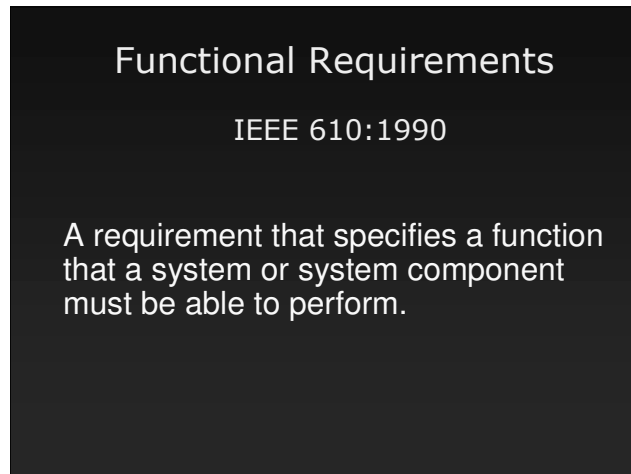 Functional Requirements
IEEE 610:1990
A requirement that specifies a function
that a system or system component
must be able to perform.